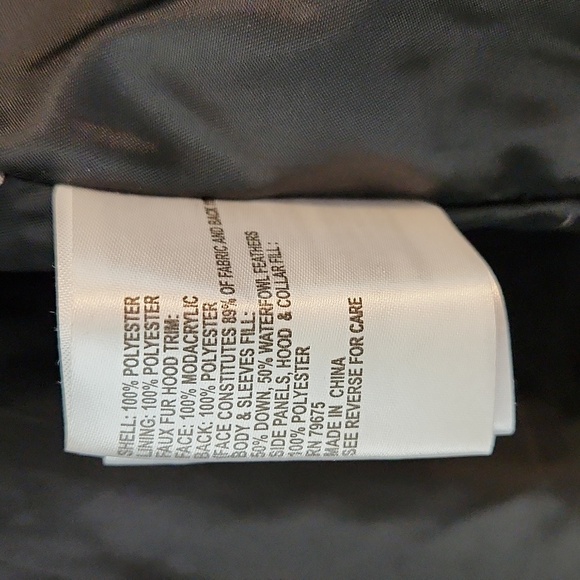 SHELL: 100% POLYESTER
LINING: 100% POLYESTER
FAUX FUR HOOD TRIM:
FACE: 100% MODACRYLIC
BACK: 100% POLYESTER
(FACE CONSTITUTES 89% OF FABRIC AND BACK
BODY & SLEEVES FILL:
50% DOWN, 50% WATERFOWL FEATHERS
SIDE PANELS, HOOD & COLLAR FILL:
100% POLYESTER
RN 79675
MADE IN CHINA
SEE REVERSE FOR CARE